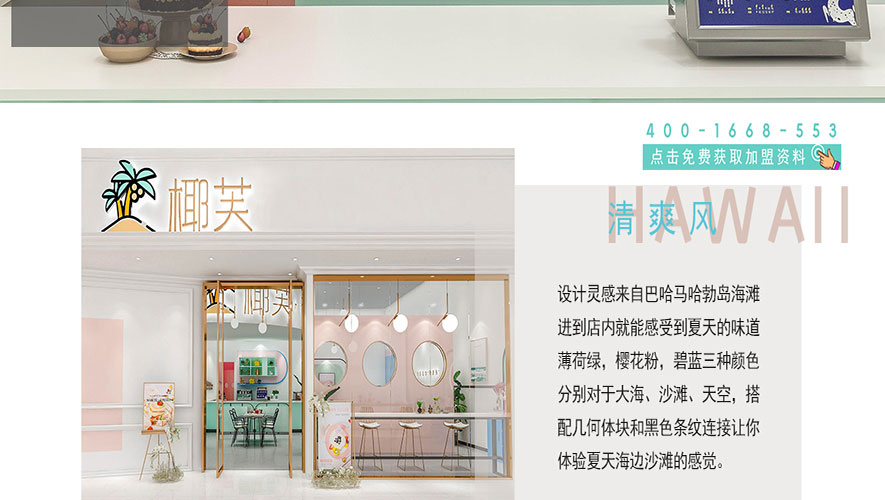 400-1668-553
点击免费获取加盟资料
椰芙
HAWAII
清爽风
椰芙
设计灵感来自巴哈马哈勃岛海滩
进到店内就能感受到夏天的味道
薄荷绿，樱花粉，碧蓝三种颜色
分别对于大海、沙滩、天空，搭
配几何体块和黑色条纹连接让你
体验夏天海边沙滩的感觉。